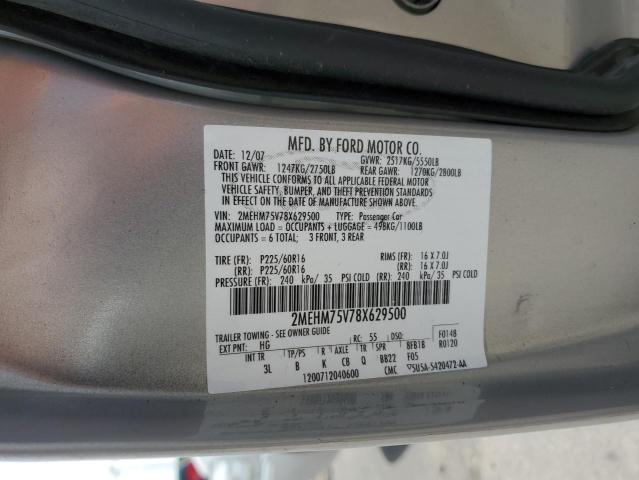 MFD. BY FORD MOTOR CO.
12/07 GVWR: 2517KG/5550LB
FRONT GAWR: 1247KG/2750LB REAR GAWR: 1270KG/2800LB
THIS VEHICLE CONFORMS TO ALL APPLICABLE FEDERAL MOTOR
VEHICLE SAFETY, BUMPER, AND THEFT PREVENTION STANDARDS
IN EFFECT ON THE DATE OF MANUFACTURE SHOWN ABOVE.
VIN: 2MEHM75V78X629500 TYPE: Passenger Car
MAXIMUM LOAD = OCCUPANTS + LUGGAGE = 498KG/1100LB
OCCUPANTS = 6 TOTAL; 3 FRONT, 3 REAR
TIRE (FR): P225/60R16 RIMS (FR): 16 X 7.0J
(RR): P225/60R16 (RR): 16 X 7.0J
PRESSURE (FR): 240 kPa/ 35 PSI COLD (RR): 240 kPa/ 35 PSI COLD
2MEHM75V78X629500
TRAILER TOWING - SEE OWNER GUIDE F0148
EXT PNT: HG RC: 55 DSO: R0120
INT TR TP/PS R AXLE TR SPR 8FB18
3L B K CB Q BB22 F05
1200712040600 CMC 5U5A-5420472-AA